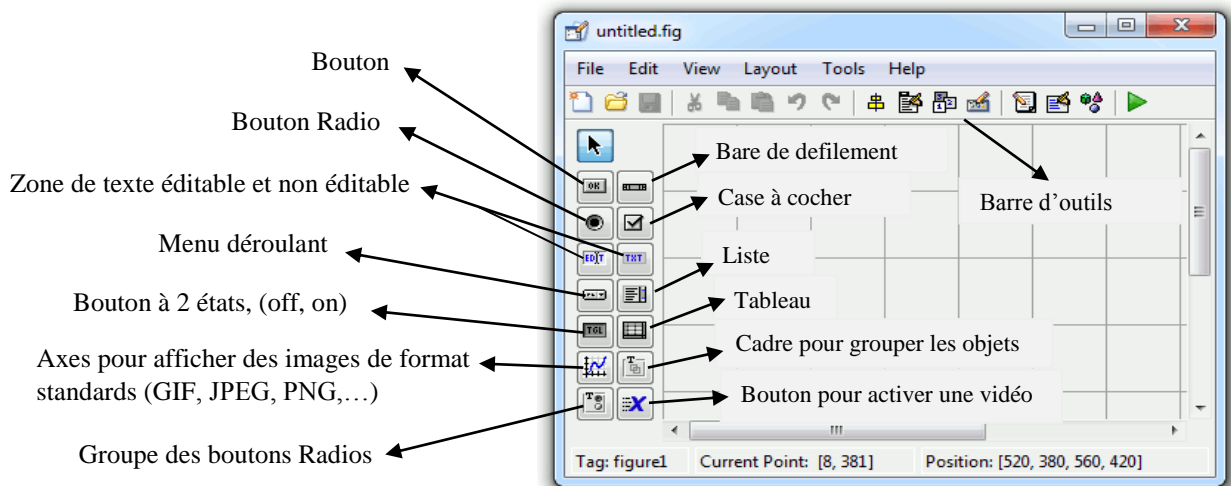 untitled.fig
File Edit View Layout Tools Help
Bouton
Bouton Radio
Zone de texte éditable et non éditable
Menu déroulant
Bouton à 2 états, (off, on)
Axes pour afficher des images de format
standards (GIF, JPEG, PNG,…)
Groupe des boutons Radios
OK
EDIT
TXT
TGL
T
T
X
Bare de defilement
Case à cocher
Barre d’outils
Liste
Tableau
Cadre pour grouper les objets
Bouton pour activer une vidéo
Tag: figure1 Current Point: [8, 381] Position: [520, 380, 560, 420]